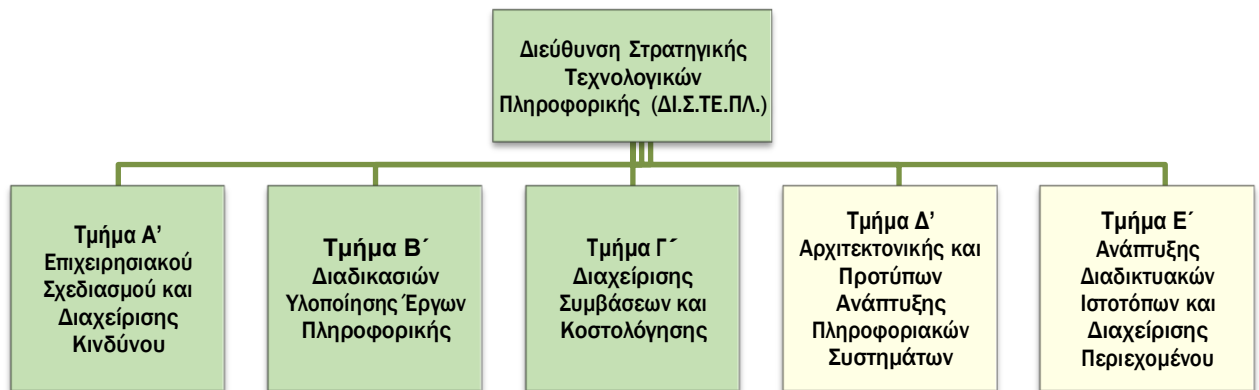 Διεύθυνση Στρατηγικής
Τεχνολογικών
Πληροφορικής (ΔΙ.Σ.ΤΕ.ΠΛ.)
Τμήμα Α'
Επιχειρησιακού
Σχεδιασμού και
Διαχείρισης
Κινδύνου
Τμήμα Β΄
Διαδικασιών
Υλοποίησης Έργων
Πληροφορικής
Τμήμα Γ΄
Διαχείρισης
Συμβάσεων και
Κοστολόγησης
Τμήμα Δ'
Αρχιτεκτονικής και
Προτύπων
Ανάπτυξης
Πληροφοριακών
Συστημάτων
Τμήμα Ε΄
Ανάπτυξης
Διαδικτυακών
Ιστοτόπων και
Διαχείρισης
Περιεχομένου